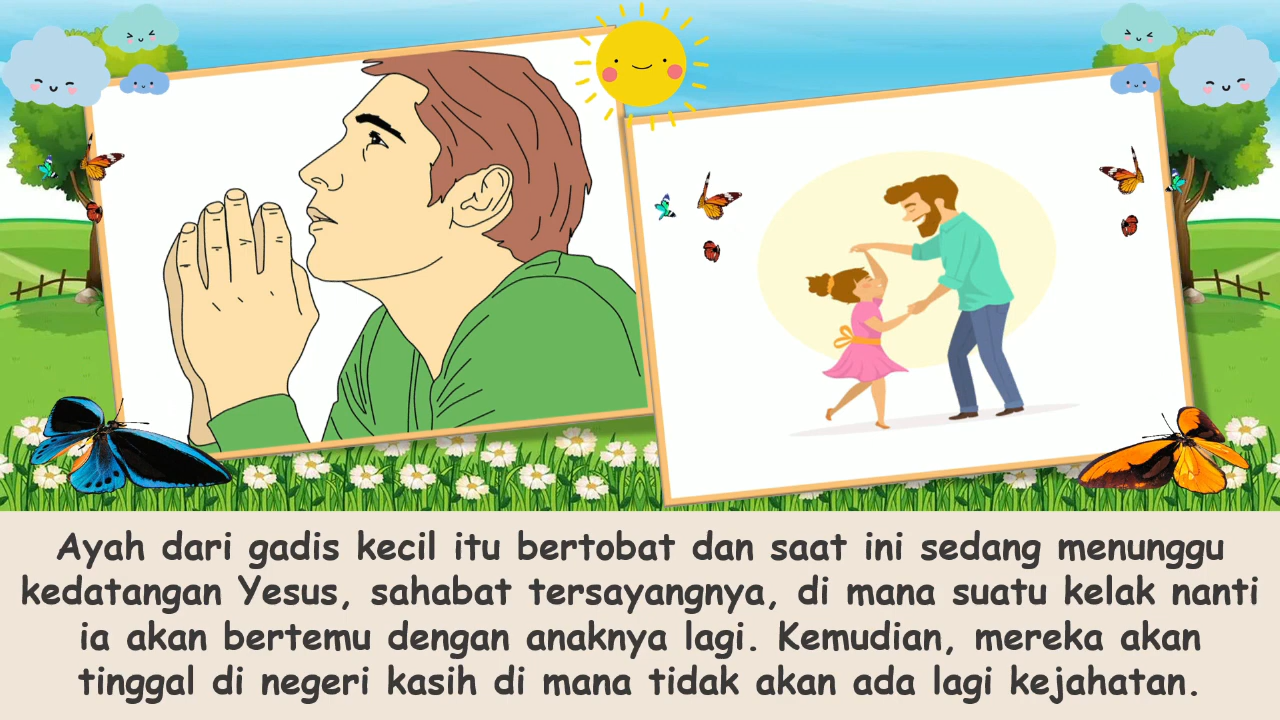 Ayah dari gadis kecil itu bertobat dan saat ini sedang menunggu
kedatangan Yesus, sahabat tersayangnya, di mana suatu kelak nanti
ia akan bertemu dengan anaknya lagi. Kemudian, mereka akan
tinggal di negeri kasih di mana tidak akan ada lagi kejahatan.